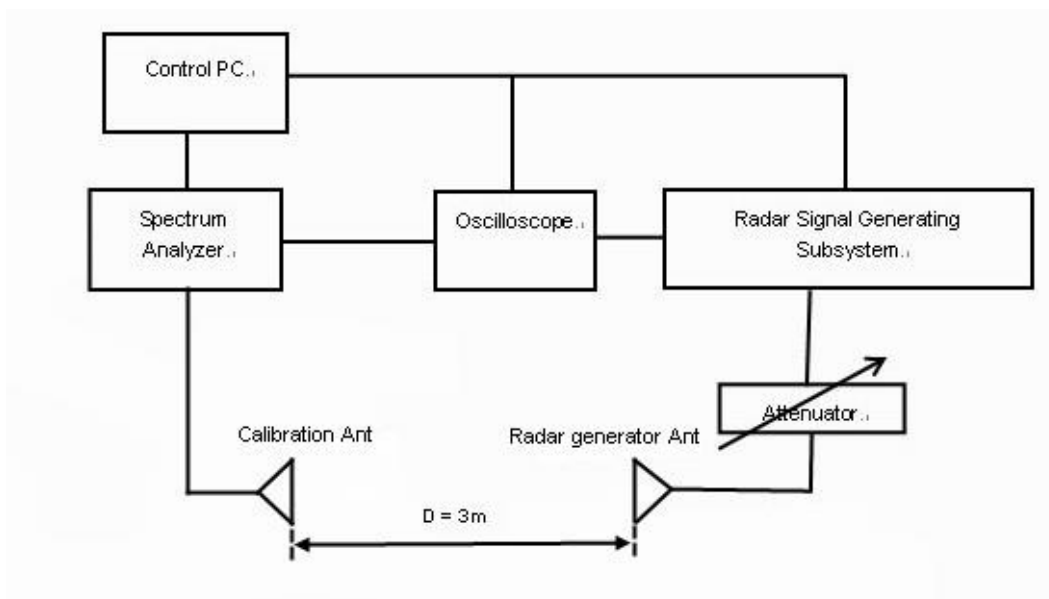 Control PC.
Spectrum
Analyzer.
Oscilloscope.
Radar Signal Generating
Subsystem.
Attenuator.
Calibration Ant
Radar generator Ant
D = 3m